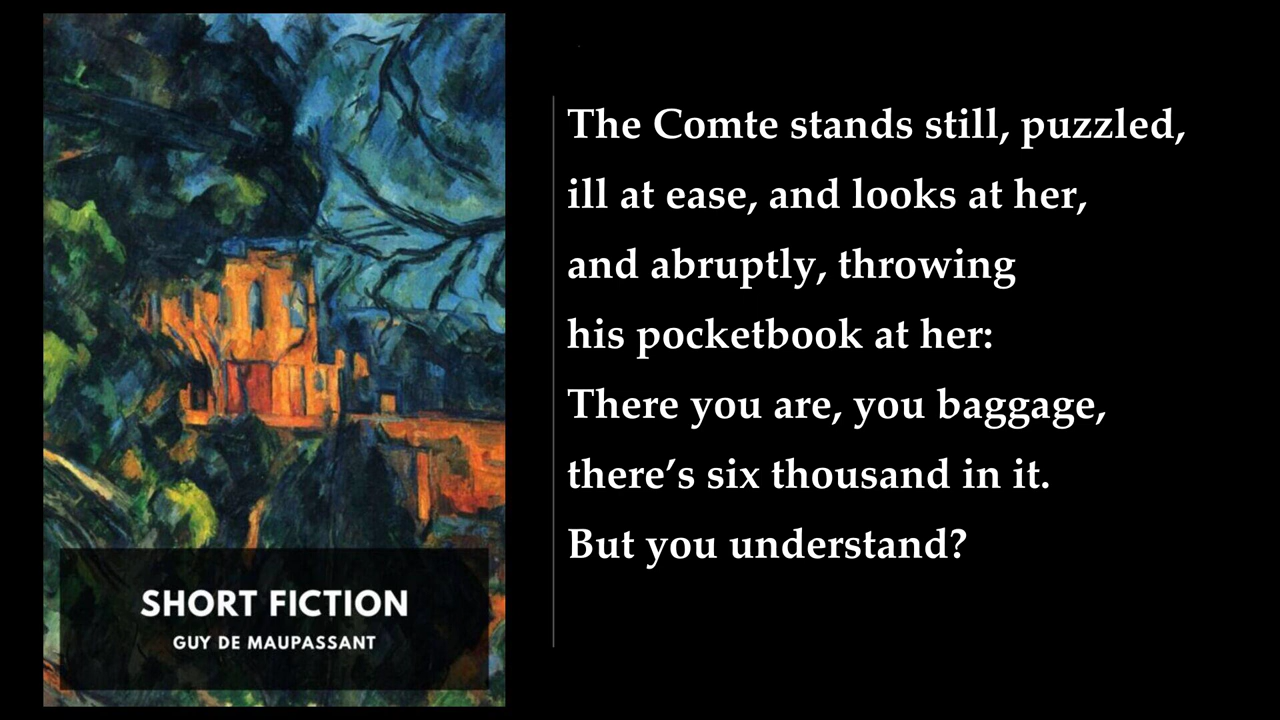 SHORT FICTION
GUY DE MAUPASSANT
The Comte stands still, puzzled,
ill at ease, and looks at her,
and abruptly, throwing
his pocketbook at her:
There you are, you baggage,
there’s six thousand in it.
But you understand?